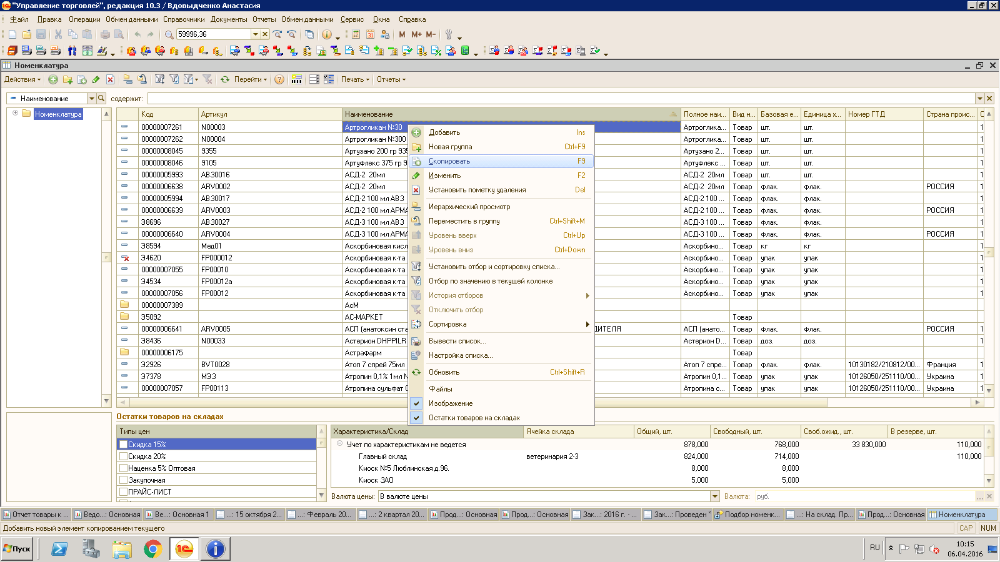 "Управление торговлей", редакция 10.3 / Вдовыдченко Анастасия
Файл Правка Операции Обмен данными Справочники Документы Отчеты Обмен данными Сервис Окна Справка
59996,36
M M+ M-
Номенклатура
Действия Перейти Печать Отчеты
Наименование содержит:
Номенклатура
Код Артикул Наименование Полное наи... Вид н... Базовая е... Единица х... Номер ГТД Страна проис... С
00000007261 N00003 Артрогликан №30 Артроглика... Товар шт. шт. 1
00000007262 N00004 Артрогликан №300 Артроглика... Товар шт. шт. 1
00000008045 9355 Артузано 200 гр 935 Артузано 2... Товар шт. шт. 1
00000008046 9105 Артуфлекс 375 гр 9 Артуфлекс ... Товар шт. шт. 1
00000005993 АВЗ0016 АСД-2 20мл АСД-2 20мл Товар шт. шт. 1
00000006638 ARV0002 АСД-2 20мл АСД-2 20мл Товар флак. флак. РОССИЯ 1
00000005994 АВЗ0017 АСД-2 100 мл АВЗ АСД-2 100 ... Товар флак. флак. 1
00000006639 ARV0003 АСД-2 100 мл АРМА АСД-2 100 ... Товар флак. флак. РОССИЯ 1
Э8696 АВЗ0027 АСД-3 100 мл АВЗ АСД-3 100 ... Товар флак. флак. 1
00000006640 ARV0004 АСД-3 100 мл АРМА АСД-3 100 ... Товар флак. флак. РОССИЯ 1
Э8594 Мед01 Аскорбиновая кисл Аскорбино... Товар кг кг 1
Э4620 FP000012 Аскорбиновая к-та Аскорбино... Товар упак упак 1
00000007055 FP00010 Аскорбиновая к-та Аскорбино... Товар упак упак 1
Э4534 FP00012a Аскорбиновая к-та Аскорбино... Товар упак упак 1
00000007056 FP00012 Аскорбиновая к-та Аскорбино... Товар упак упак 1
00000007389 АсМ
Э5092 АС-МАРКЕТ Товар
00000006641 ARV0005 АСП (анатоксин ста ДИТЕЛЯ АСП (анато... Товар флак. флак. РОССИЯ 1
Э8436 N00033 Астерион DHPPILR Астерион D... Товар доз. доз. 1
00000006175 Астрафарм Товар
Э2926 BVT0028 Атоп 7 спрей 75мл Атоп 7 спре... Товар флак. флак. 10130182/210812/00... Франция 1
Э7378 МЭЗ Атропин 0,1% 1мл N Атропин 0,1... Товар упак упак 10126050/251110/00... Украина 1
00000007057 FP00113 Атропина сульфат 0 Атропина с... Товар упак упак 10126050/251110/00... Украина 1
Добавить Ins
Новая группа Ctrl+F9
Скопировать F9
Изменить F2
Установить пометку удаления Del
Иерархический просмотр
Переместить в группу Ctrl+Shift+M
Уровень вверх Ctrl+Up
Уровень вниз Ctrl+Down
Установить отбор и сортировку списка...
Отбор по значению в текущей колонке
История отборов
Отключить отбор
Сортировка
Вывести список...
Настройка списка...
Обновить Ctrl+Shift+R
Файлы
Изображение
Остатки товаров на складах
Остатки товаров на складах
Типы цен
Скидка 15%
Скидка 20%
Наценка 5% Оптовая
Закупочная
ПРАЙС-ЛИСТ
Характеристика/Склад Ячейка склада Общий, шт. Свободный, шт. Своб.ожид., шт. В резерве, шт.
Учет по характеристикам не ведется 878,000 768,000 33 830,000 110,000
Главный склад ветеринария 2-3 824,000 714,000 110,000
Киоск №5 Люблинская д.96. 8,000 8,000
Киоск ЗАО 5,000 5,000
Валюта цены: В валюте цены Валюта: руб.
Отчет товары к ... Ведо...: Основная Ве...: Основная 1 ...: 15 октября 2... ...: Февраль 20... ...: 2 квартал 20... Прод...: Основная Прод...: Основная Зак...: 2016 г. - ... Зак...: Проведен * Подбор номенк... ...: На склад. Пр... Прод...: Основная Номенклатура
Добавить новый элемент копированием текущего CAP NUM
Пуск RU 10:15
06.04.2016